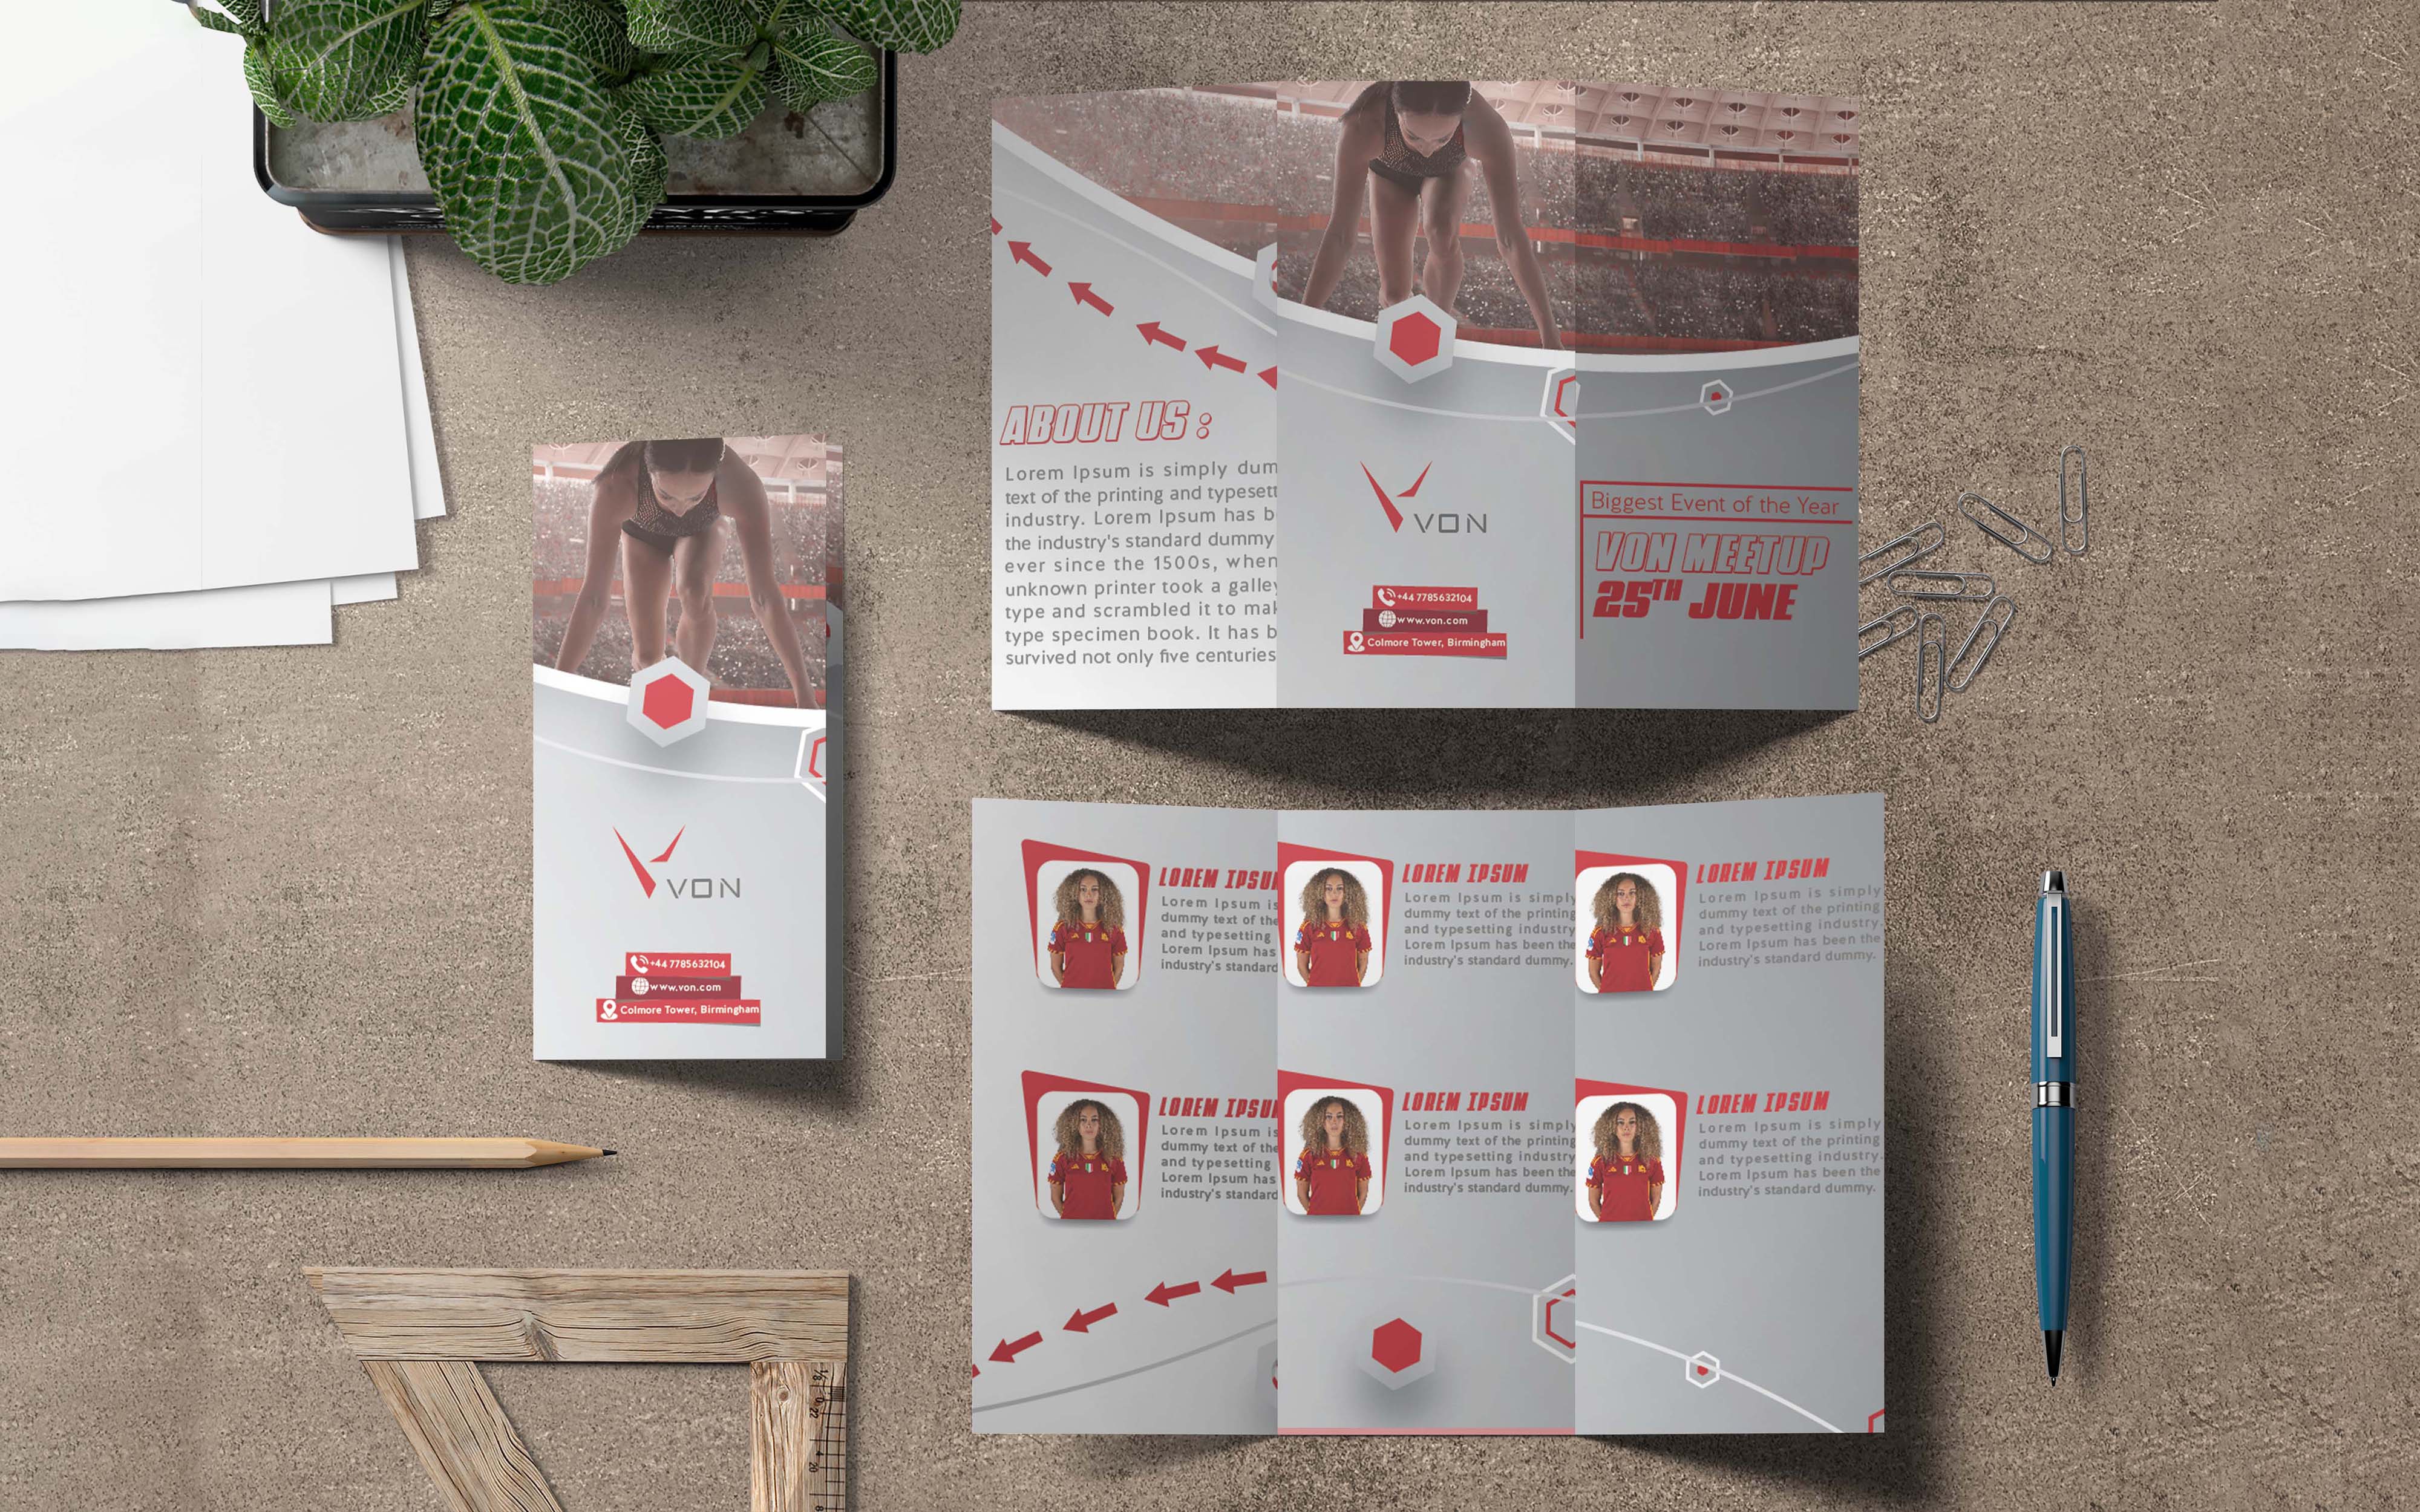 VON
+44 7785632104
www.von.com
Colmore Tower, Birmingham
ABOUT US :
Lorem Ipsum is simply dum
text of the printing and typesett
industry. Lorem Ipsum has b
the industry's standard dummy
ever since the 1500s, when
unknown printer took a galley
type and scrambled it to mak
type specimen book. It has b
survived not only five centuries
VON
+44 7785632104
www.von.com
Colmore Tower, Birmingham
Biggest Event of the Year
VON MEETUP
25TH JUNE
LOREM IPSUM
Lorem Ipsum is
dummy text of the
and typesetting
Lorem Ipsum has
industry's standard
LOREM IPSUM
Lorem Ipsum is simply
dummy text of the printing
and typesetting industry
Lorem Ipsum has been the
industry's standard dummy.
LOREM IPSUM
Lorem Ipsum is simply
dummy text of the printing
and typesetting industry.
Lorem Ipsum has been the
industry's standard dummy.
LOREM IPSUM
Lorem Ipsum is
dummy text of the
and typesetting
Lorem Ipsum has
industry's standard
LOREM IPSUM
Lorem Ipsum is simply
dummy text of the printing
and typesetting industry
Lorem Ipsum has been the
industry's standard dummy.
LOREM IPSUM
Lorem Ipsum is simply
dummy text of the printing
and typesetting industry.
Lorem Ipsum has been the
industry's standard dummy.